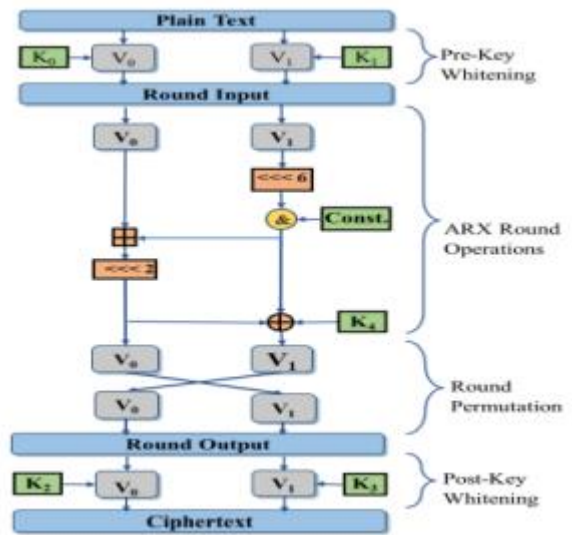 Plain Text
K₀ V₀ V₁ K₁
Pre-Key
Whitening
Round Input
V₀ V₁
<<< 6
& Const.
ARX Round
Operations
<<< 2
K₄
V₀ V₁
V₀ V₁
Round
Permutation
Round Output
K₂ V₀ V₁ K₃
Post-Key
Whitening
Ciphertext